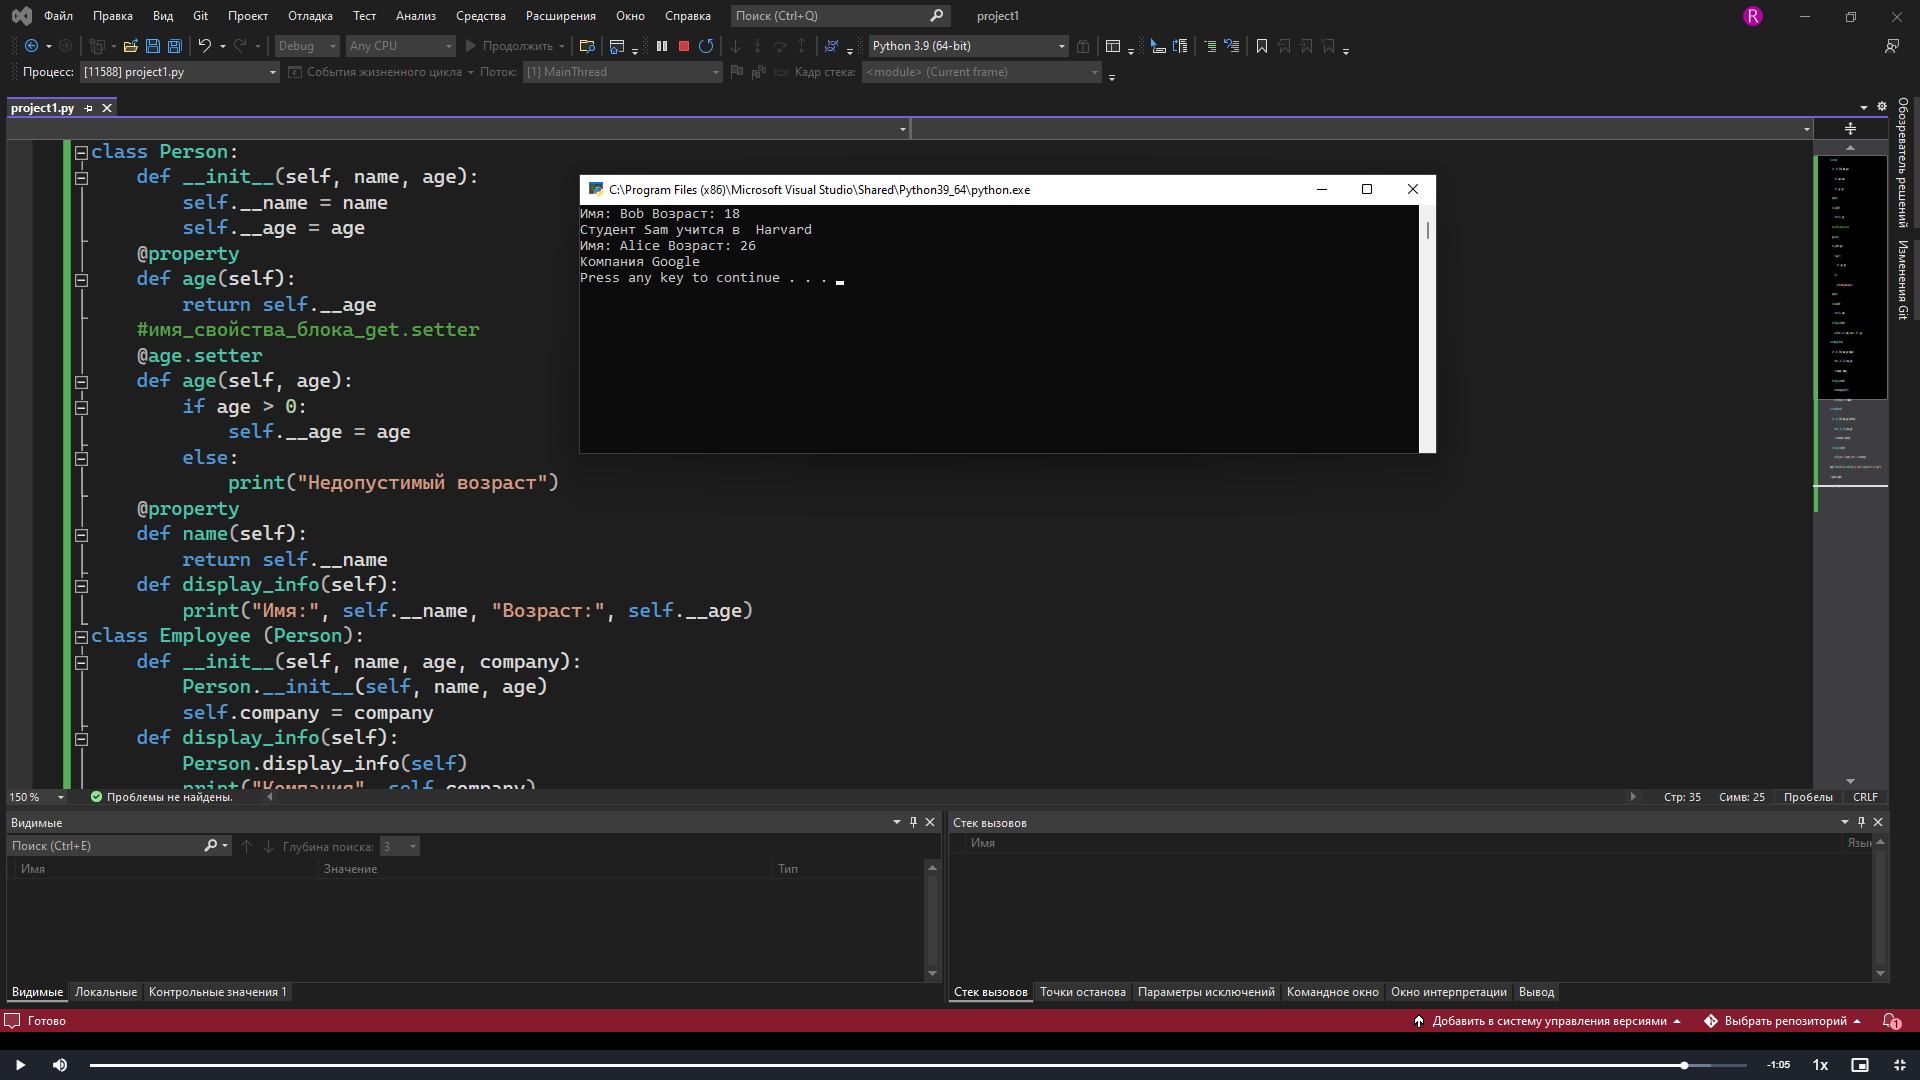 Файл Правка Вид Git Проект Отладка Тест Анализ Средства Расширения Окно Справка Поиск (Ctrl+Q) project1 R
Debug Any CPU Продолжить Python 3.9 (64-bit)
Процесс: [11588] project1.py События жизненного цикла Поток: [1] MainThread Кадр стека: <module> (Current frame)
project1.py
Обозреватель решений
Изменения Git
class Person:
def __init__(self, name, age):
self.__name = name
self.__age = age
@property
def age(self):
return self.__age
#имя_свойства_блока_get.setter
@age.setter
def age(self, age):
if age > 0:
self.__age = age
else:
print("Недопустимый возраст")
@property
def name(self):
return self.__name
def display_info(self):
print("Имя:", self.__name, "Возраст:", self.__age)
class Employee (Person):
def __init__(self, name, age, company):
Person.__init__(self, name, age)
self.company = company
def display_info(self):
Person.display_info(self)
print("Компания", self.company)
C:\Program Files (x86)\Microsoft Visual Studio\Shared\Python39_64\python.exe
Имя: Bob Возраст: 18
Студент Sam учится в  Harvard
Имя: Alice Возраст: 26
Компания Google
Press any key to continue . . .
150 % Проблемы не найдены. Стр: 35 Симв: 25 Пробелы CRLF
Видимые
Поиск (Ctrl+E) Глубина поиска: 3
Имя Значение Тип
Видимые Локальные Контрольные значения 1
Стек вызовов
Имя Язык
Стек вызовов Точки останова Параметры исключений Командное окно Окно интерпретации Вывод
Готово Добавить в систему управления версиями Выбрать репозиторий 1
-1:05 1x